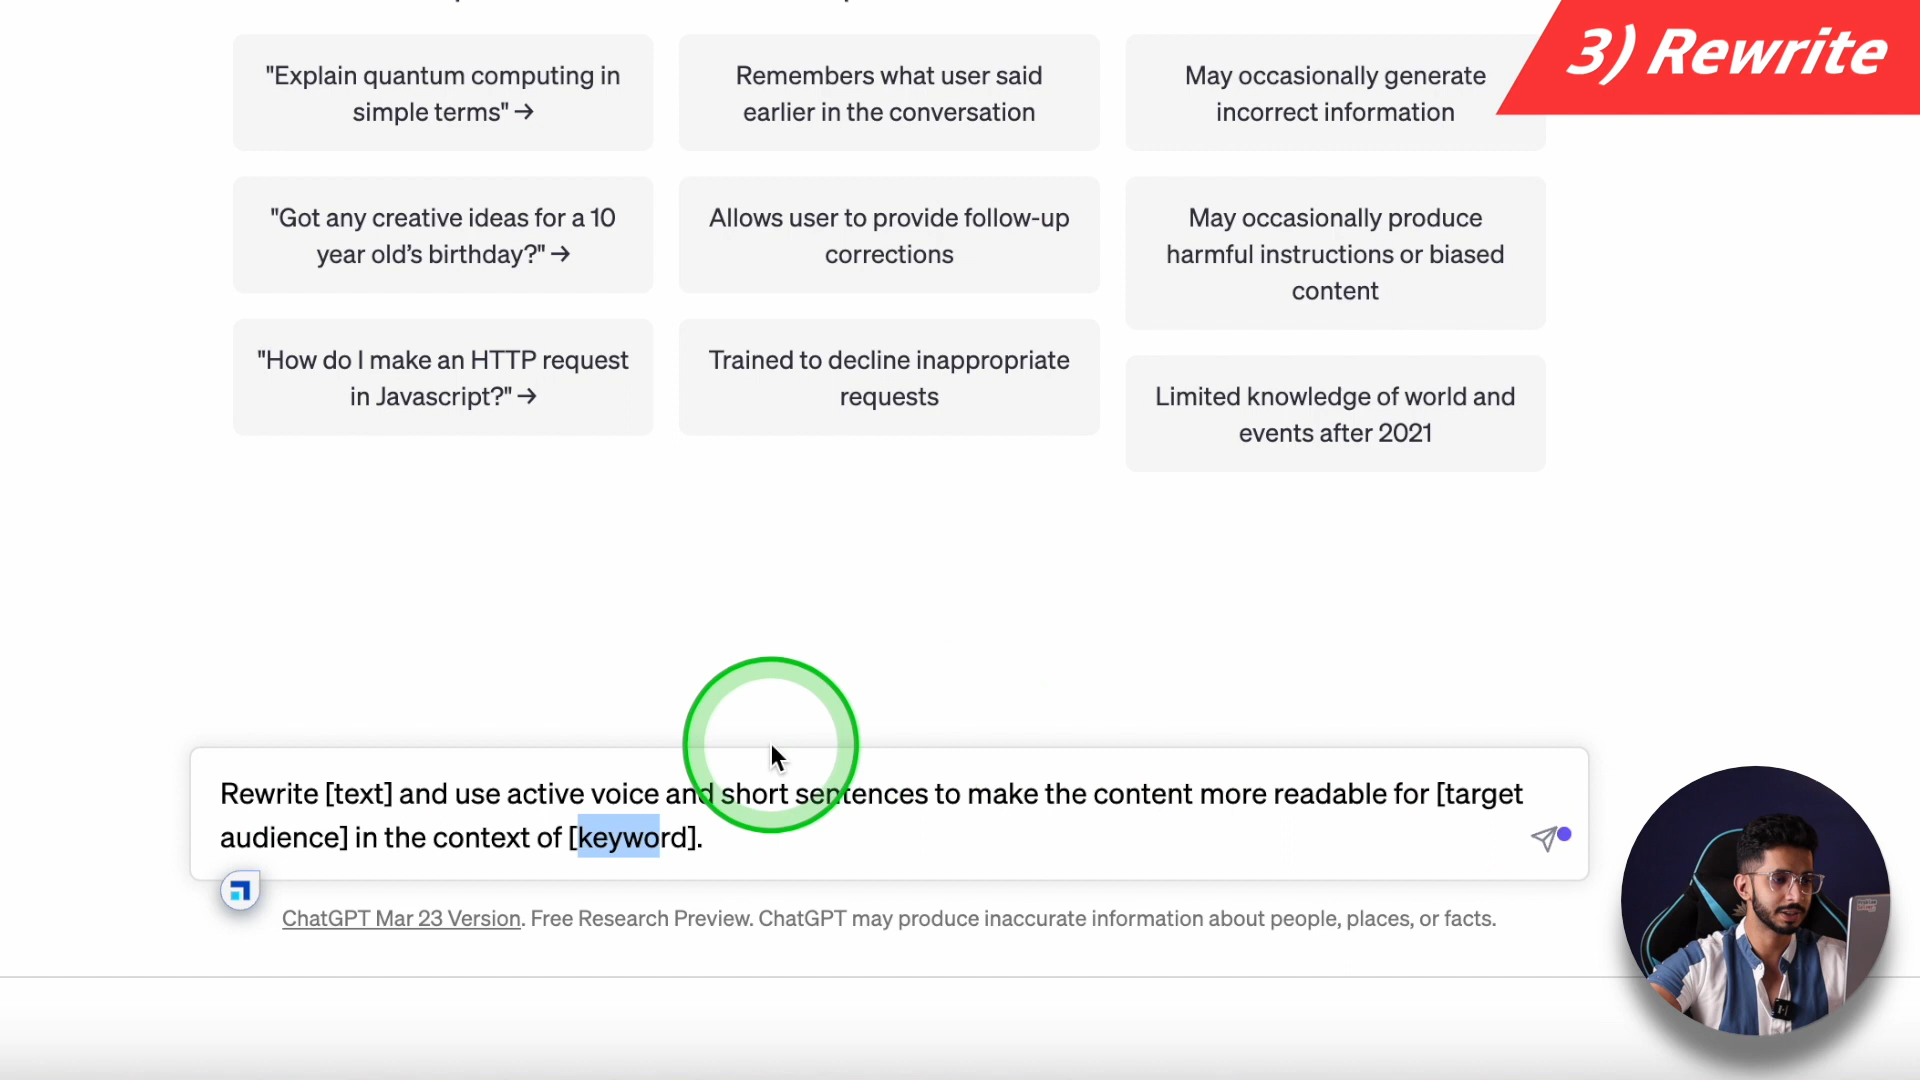 3) Rewrite
"Explain quantum computing in
simple terms" →
Remembers what user said
earlier in the conversation
May occasionally generate
incorrect information
"Got any creative ideas for a 10
year old’s birthday?" →
Allows user to provide follow-up
corrections
May occasionally produce
harmful instructions or biased
content
"How do I make an HTTP request
in Javascript?" →
Trained to decline inappropriate
requests
Limited knowledge of world and
events after 2021
Rewrite [text] and use active voice and short sentences to make the content more readable for [target
audience] in the context of [keyword].
ChatGPT Mar 23 Version. Free Research Preview. ChatGPT may produce inaccurate information about people, places, or facts.